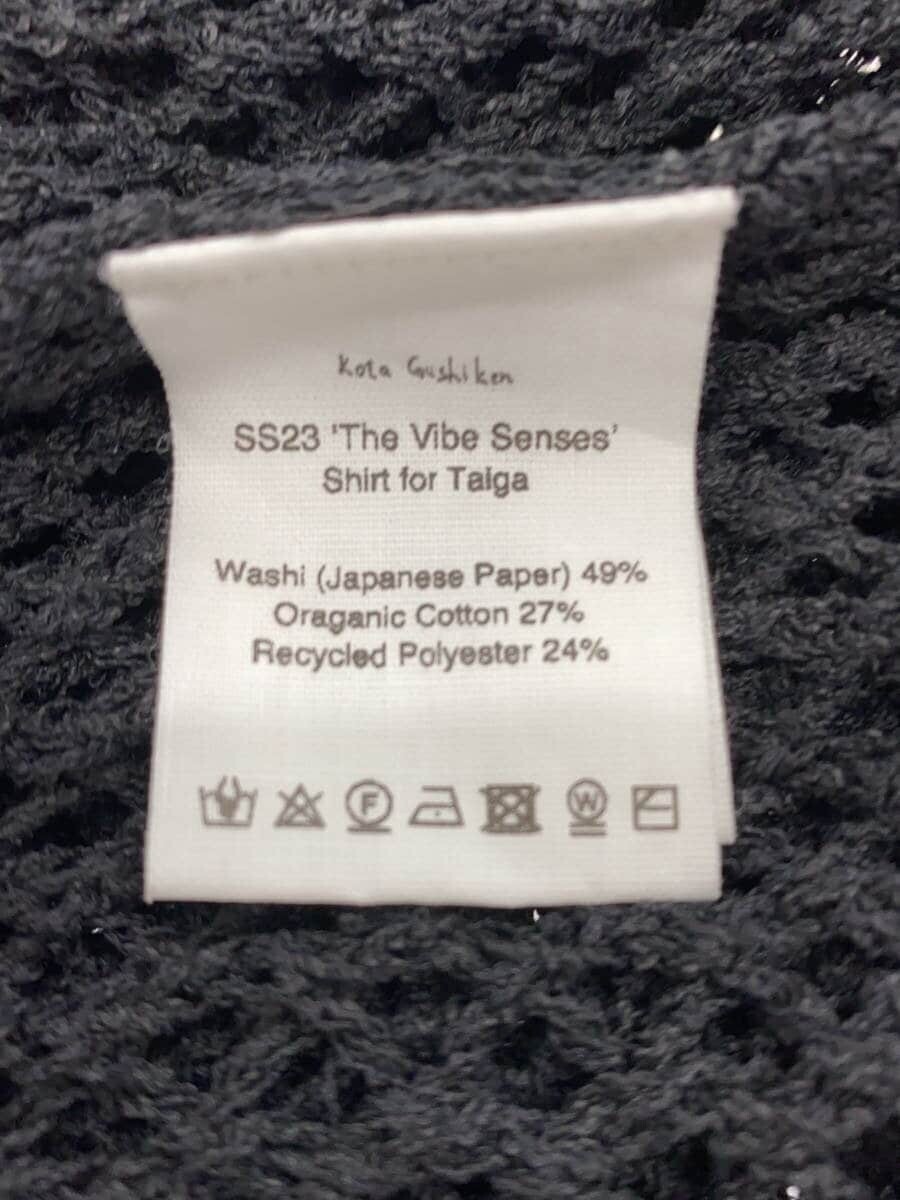 Kota Gushiken
SS23 'The Vibe Senses'
Shirt for Taiga
Washi (Japanese Paper) 49%
Oraganic Cotton 27%
Recycled Polyester 24%
F
W